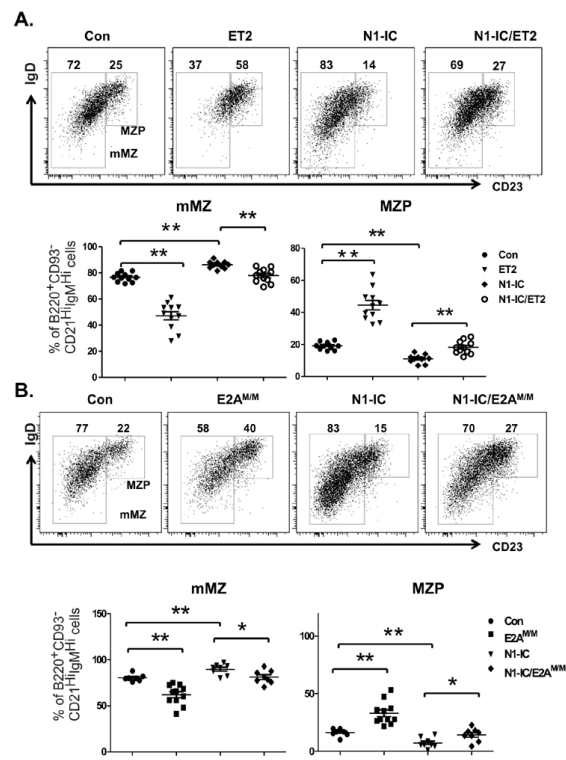 A.
Con ET2 N1-IC N1-IC/ET2
IgD
72 25 37 58 83 14 69 27
MZP
mMZ
CD23
mMZ MZP
% of B220+CD93-
CD21HiIgMHi cells
** ** **
** ** **
100
80
60
40
20
0
80
60
40
20
0
Con
ET2
N1-IC
N1-IC/ET2
B.
Con E2AM/M N1-IC N1-IC/E2AM/M
IgD
77 22 58 40 83 15 70 27
MZP
mMZ
CD23
mMZ MZP
% of B220+CD93-
CD21HiIgMHi cells
** ** *
** ** *
150
100
50
0
100
50
0
Con
E2AM/M
N1-IC
N1-IC/E2AM/M